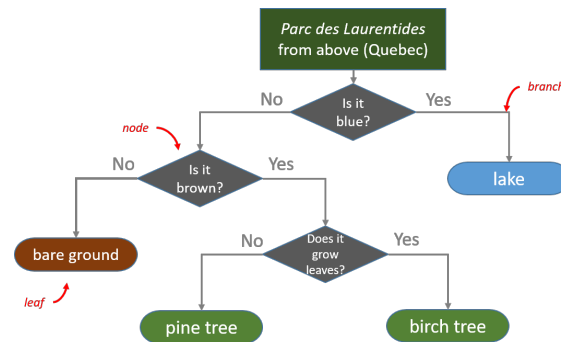 Parc des Laurentides
from above (Quebec)
branch
No
Is it
blue?
Yes
node
No
Is it
brown?
Yes
lake
bare ground
No
Does it
grow
leaves?
Yes
leaf
pine tree
birch tree